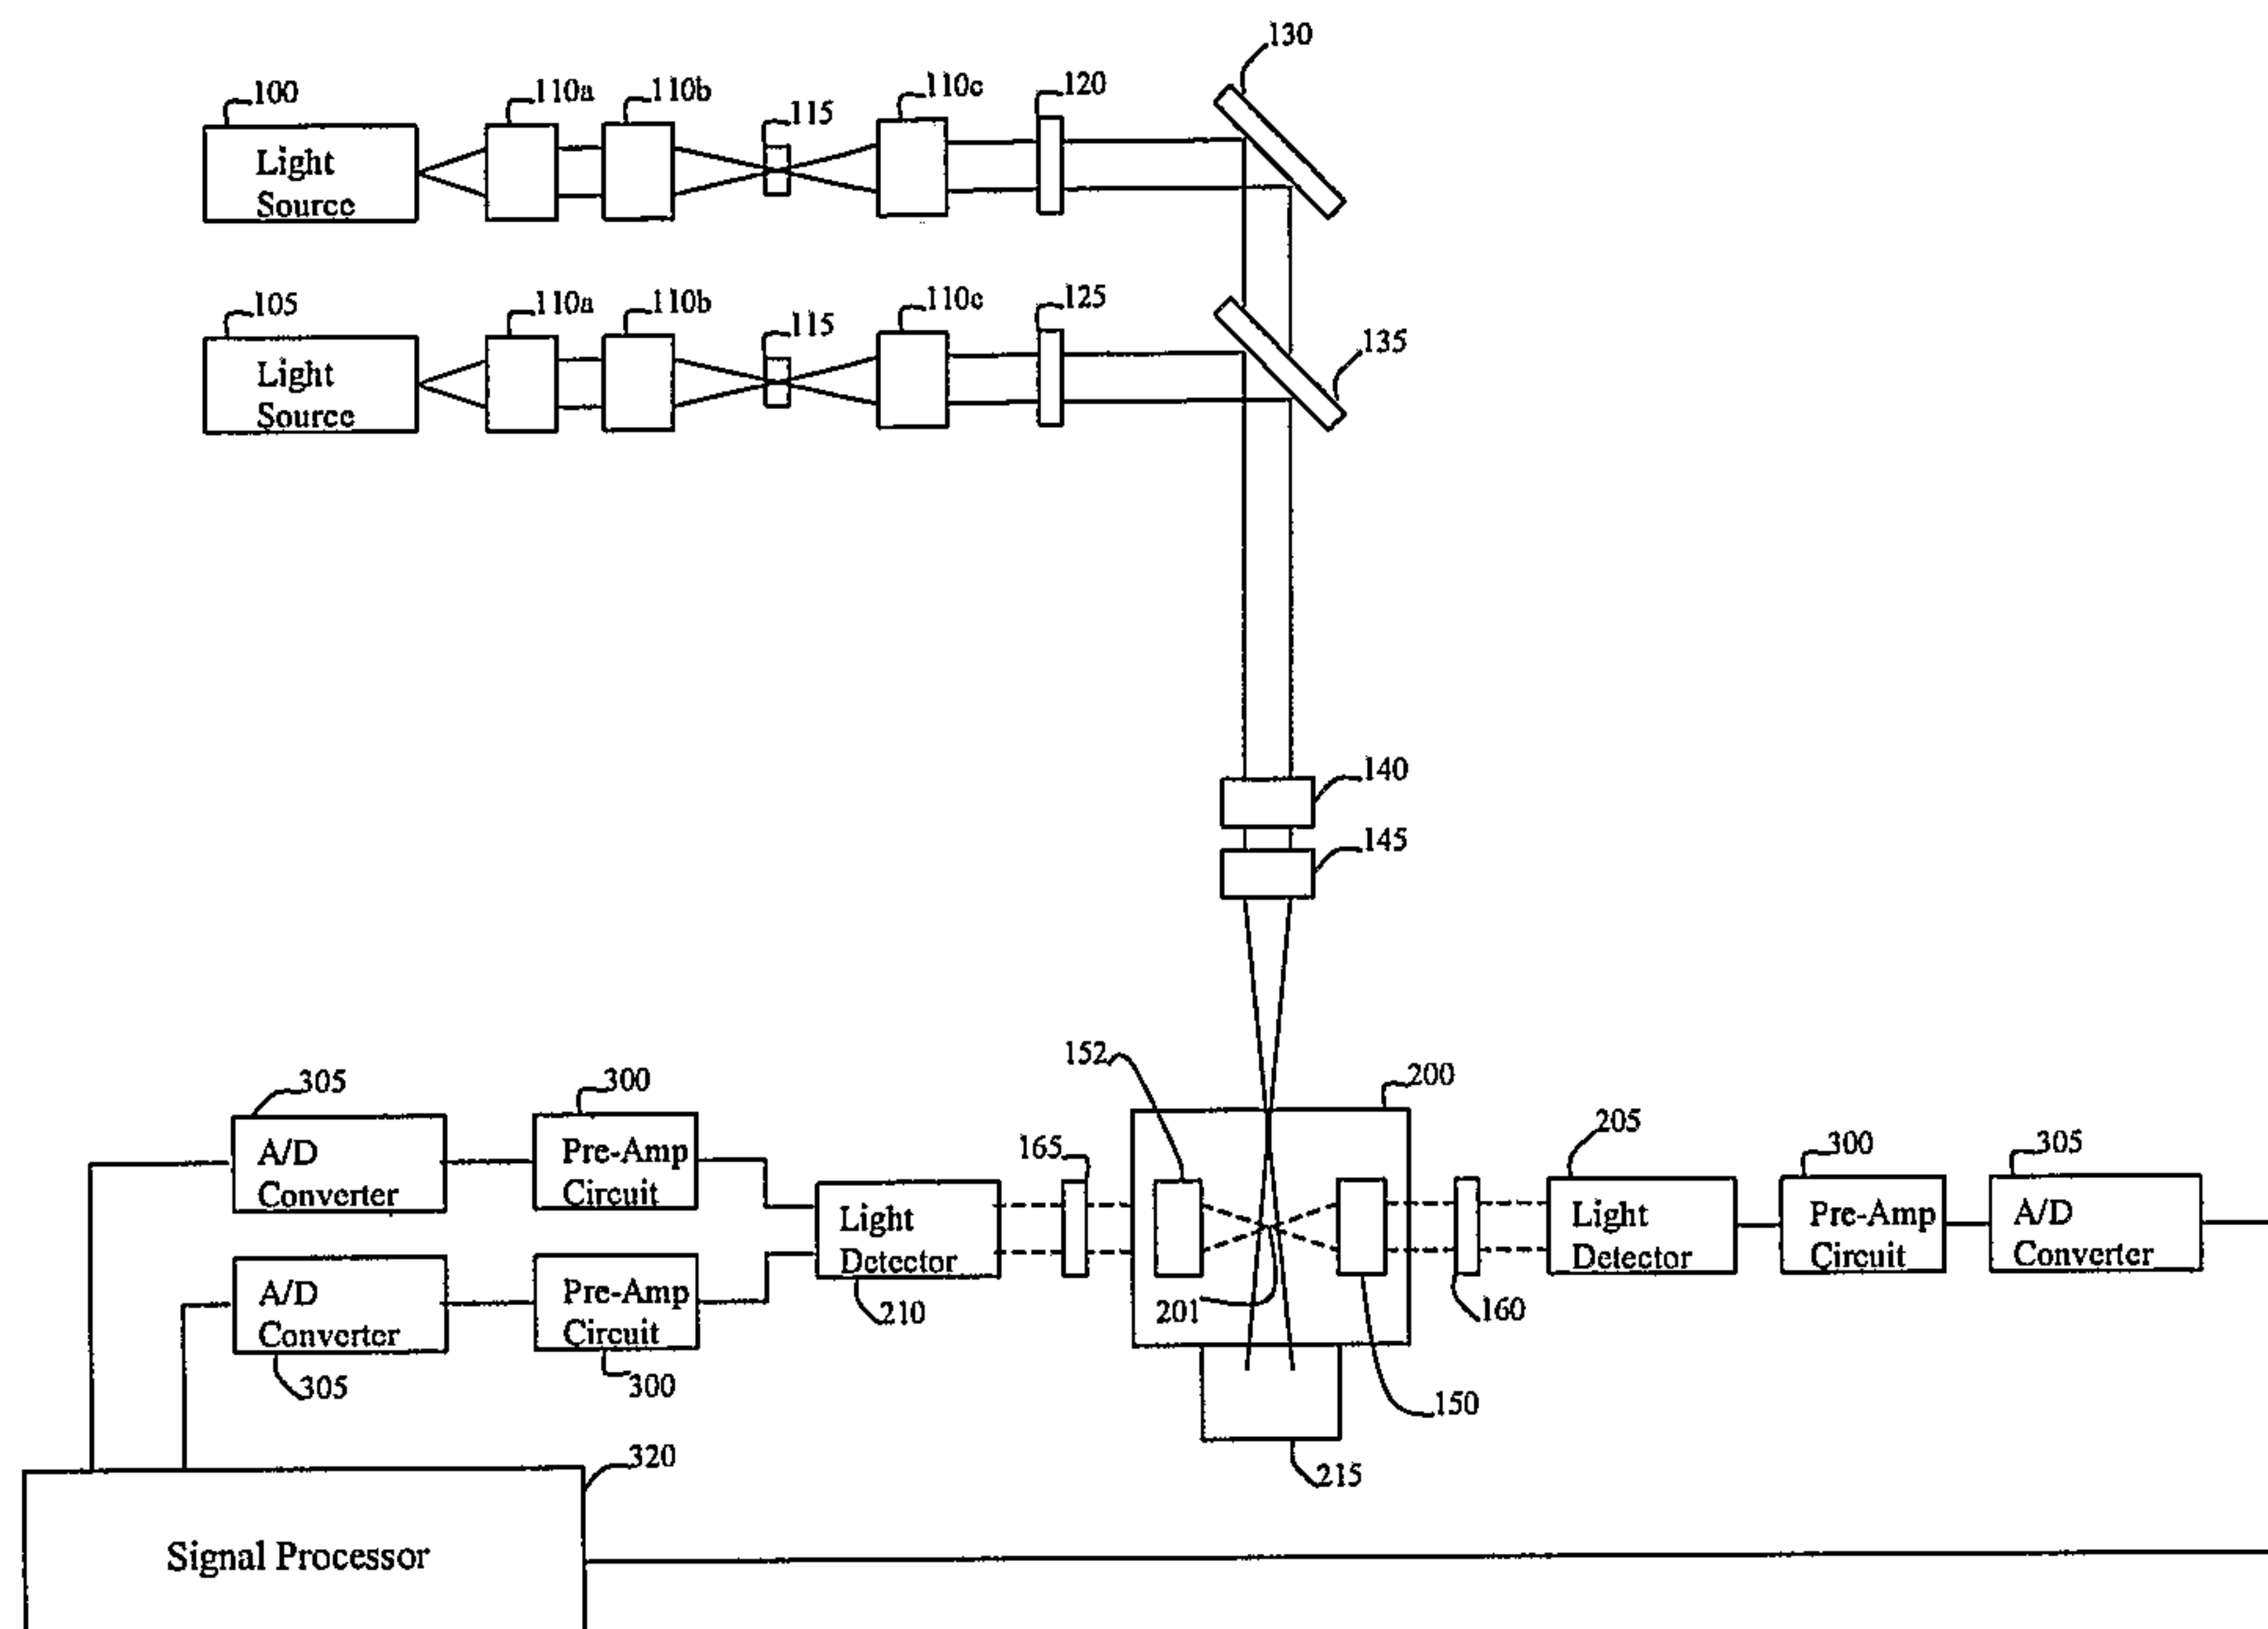 130
100
110a
110b
115
110c
120
Light
Source
105
110a
110b
115
110c
125
135
Light
Source
140
145
152
200
305
300
165
205
300
305
A/D
Converter
Pre-Amp
Circuit
Light
Detector
Light
Detector
Pre-Amp
Circuit
A/D
Converter
A/D
Converter
Pre-Amp
Circuit
210
201
160
305
300
150
320
215
Signal Processor